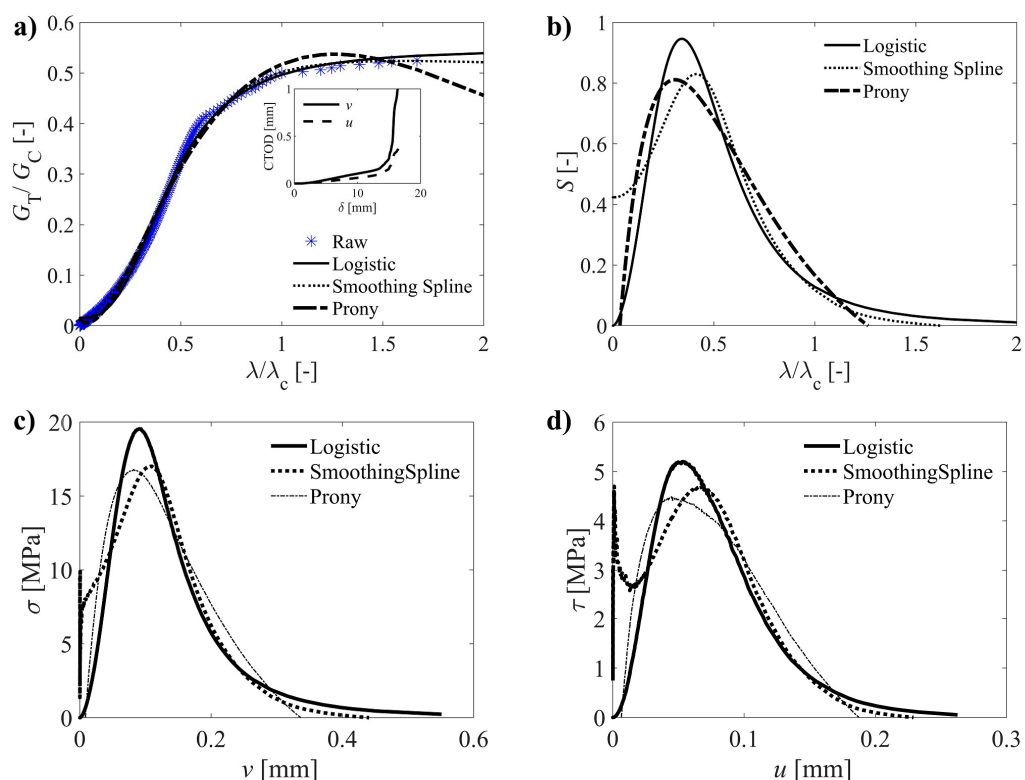 a)
0.6
0.5
0.4
0.3
0.2
0.1
0
G_T / G_C [-]
1
0.5
0
CTOD [mm]
v
u
0
10
20
δ [mm]
Raw
Logistic
Smoothing Spline
Prony
0
0.5
1
1.5
2
λ/λ_c [-]
b)
1
0.8
0.6
0.4
0.2
0
S [-]
Logistic
Smoothing Spline
Prony
0
0.5
1
1.5
2
λ/λ_c [-]
c)
20
15
10
5
0
σ [MPa]
Logistic
SmoothingSpline
Prony
0
0.2
0.4
0.6
v [mm]
d)
6
5
4
3
2
1
0
τ [MPa]
Logistic
SmoothingSpline
Prony
0
0.1
0.2
0.3
u [mm]